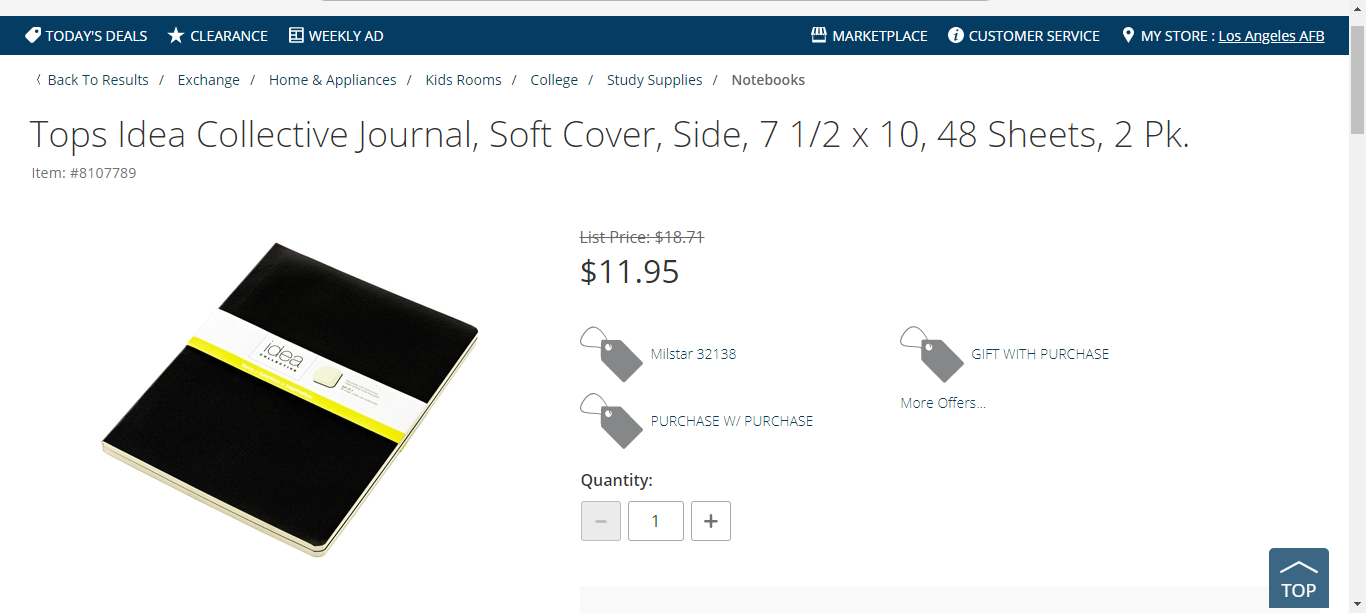 TODAY'S DEALS CLEARANCE WEEKLY AD MARKETPLACE CUSTOMER SERVICE MY STORE : Los Angeles AFB
〈 Back To Results / Exchange / Home & Appliances / Kids Rooms / College / Study Supplies / Notebooks
Tops Idea Collective Journal, Soft Cover, Side, 7 1/2 x 10, 48 Sheets, 2 Pk.
Item: #8107789
List Price: $18.71
$11.95
idea
COLLECTIVE
Milstar 32138
GIFT WITH PURCHASE
More Offers...
PURCHASE W/ PURCHASE
Quantity:
− 1 +
TOP